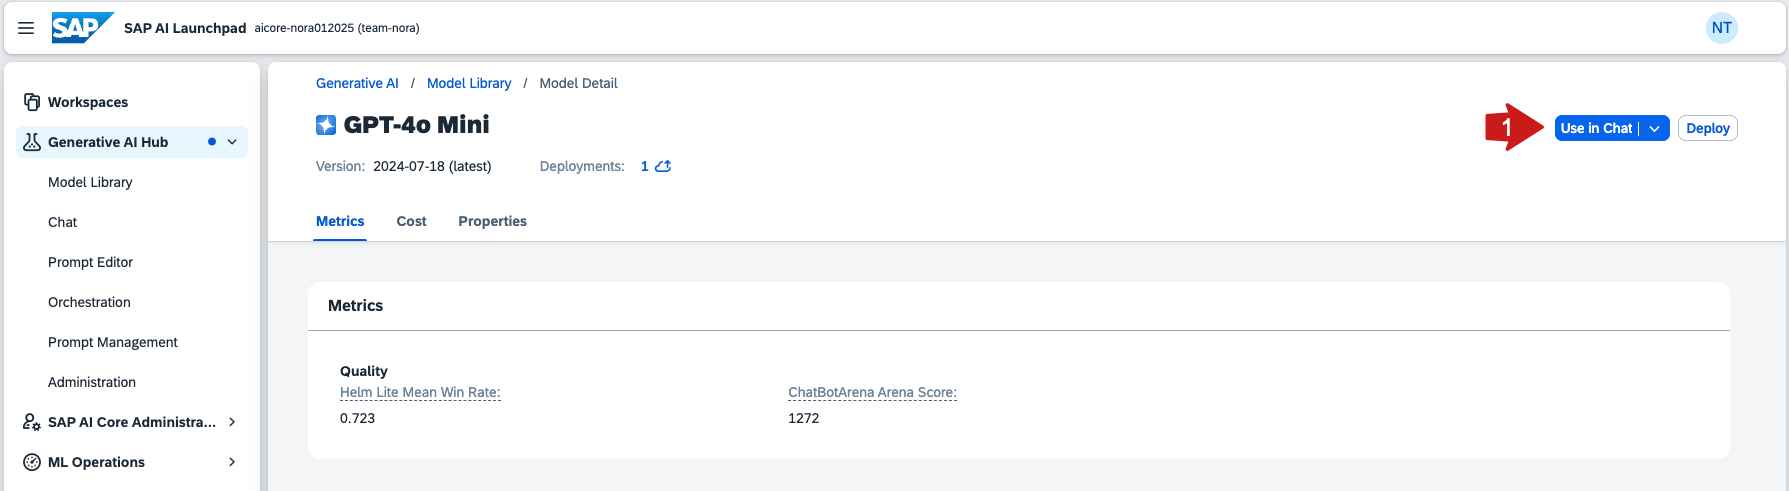 SAP SAP AI Launchpad aicore-nora012025 (team-nora) NT
Workspaces
Generative AI Hub
Model Library
Chat
Prompt Editor
Orchestration
Prompt Management
Administration
SAP AI Core Administra...
ML Operations
Generative AI / Model Library / Model Detail
GPT-4o Mini
1 Use in Chat Deploy
Version: 2024-07-18 (latest) Deployments: 1
Metrics Cost Properties
Metrics
Quality
Helm Lite Mean Win Rate: ChatBotArena Arena Score:
0.723 1272